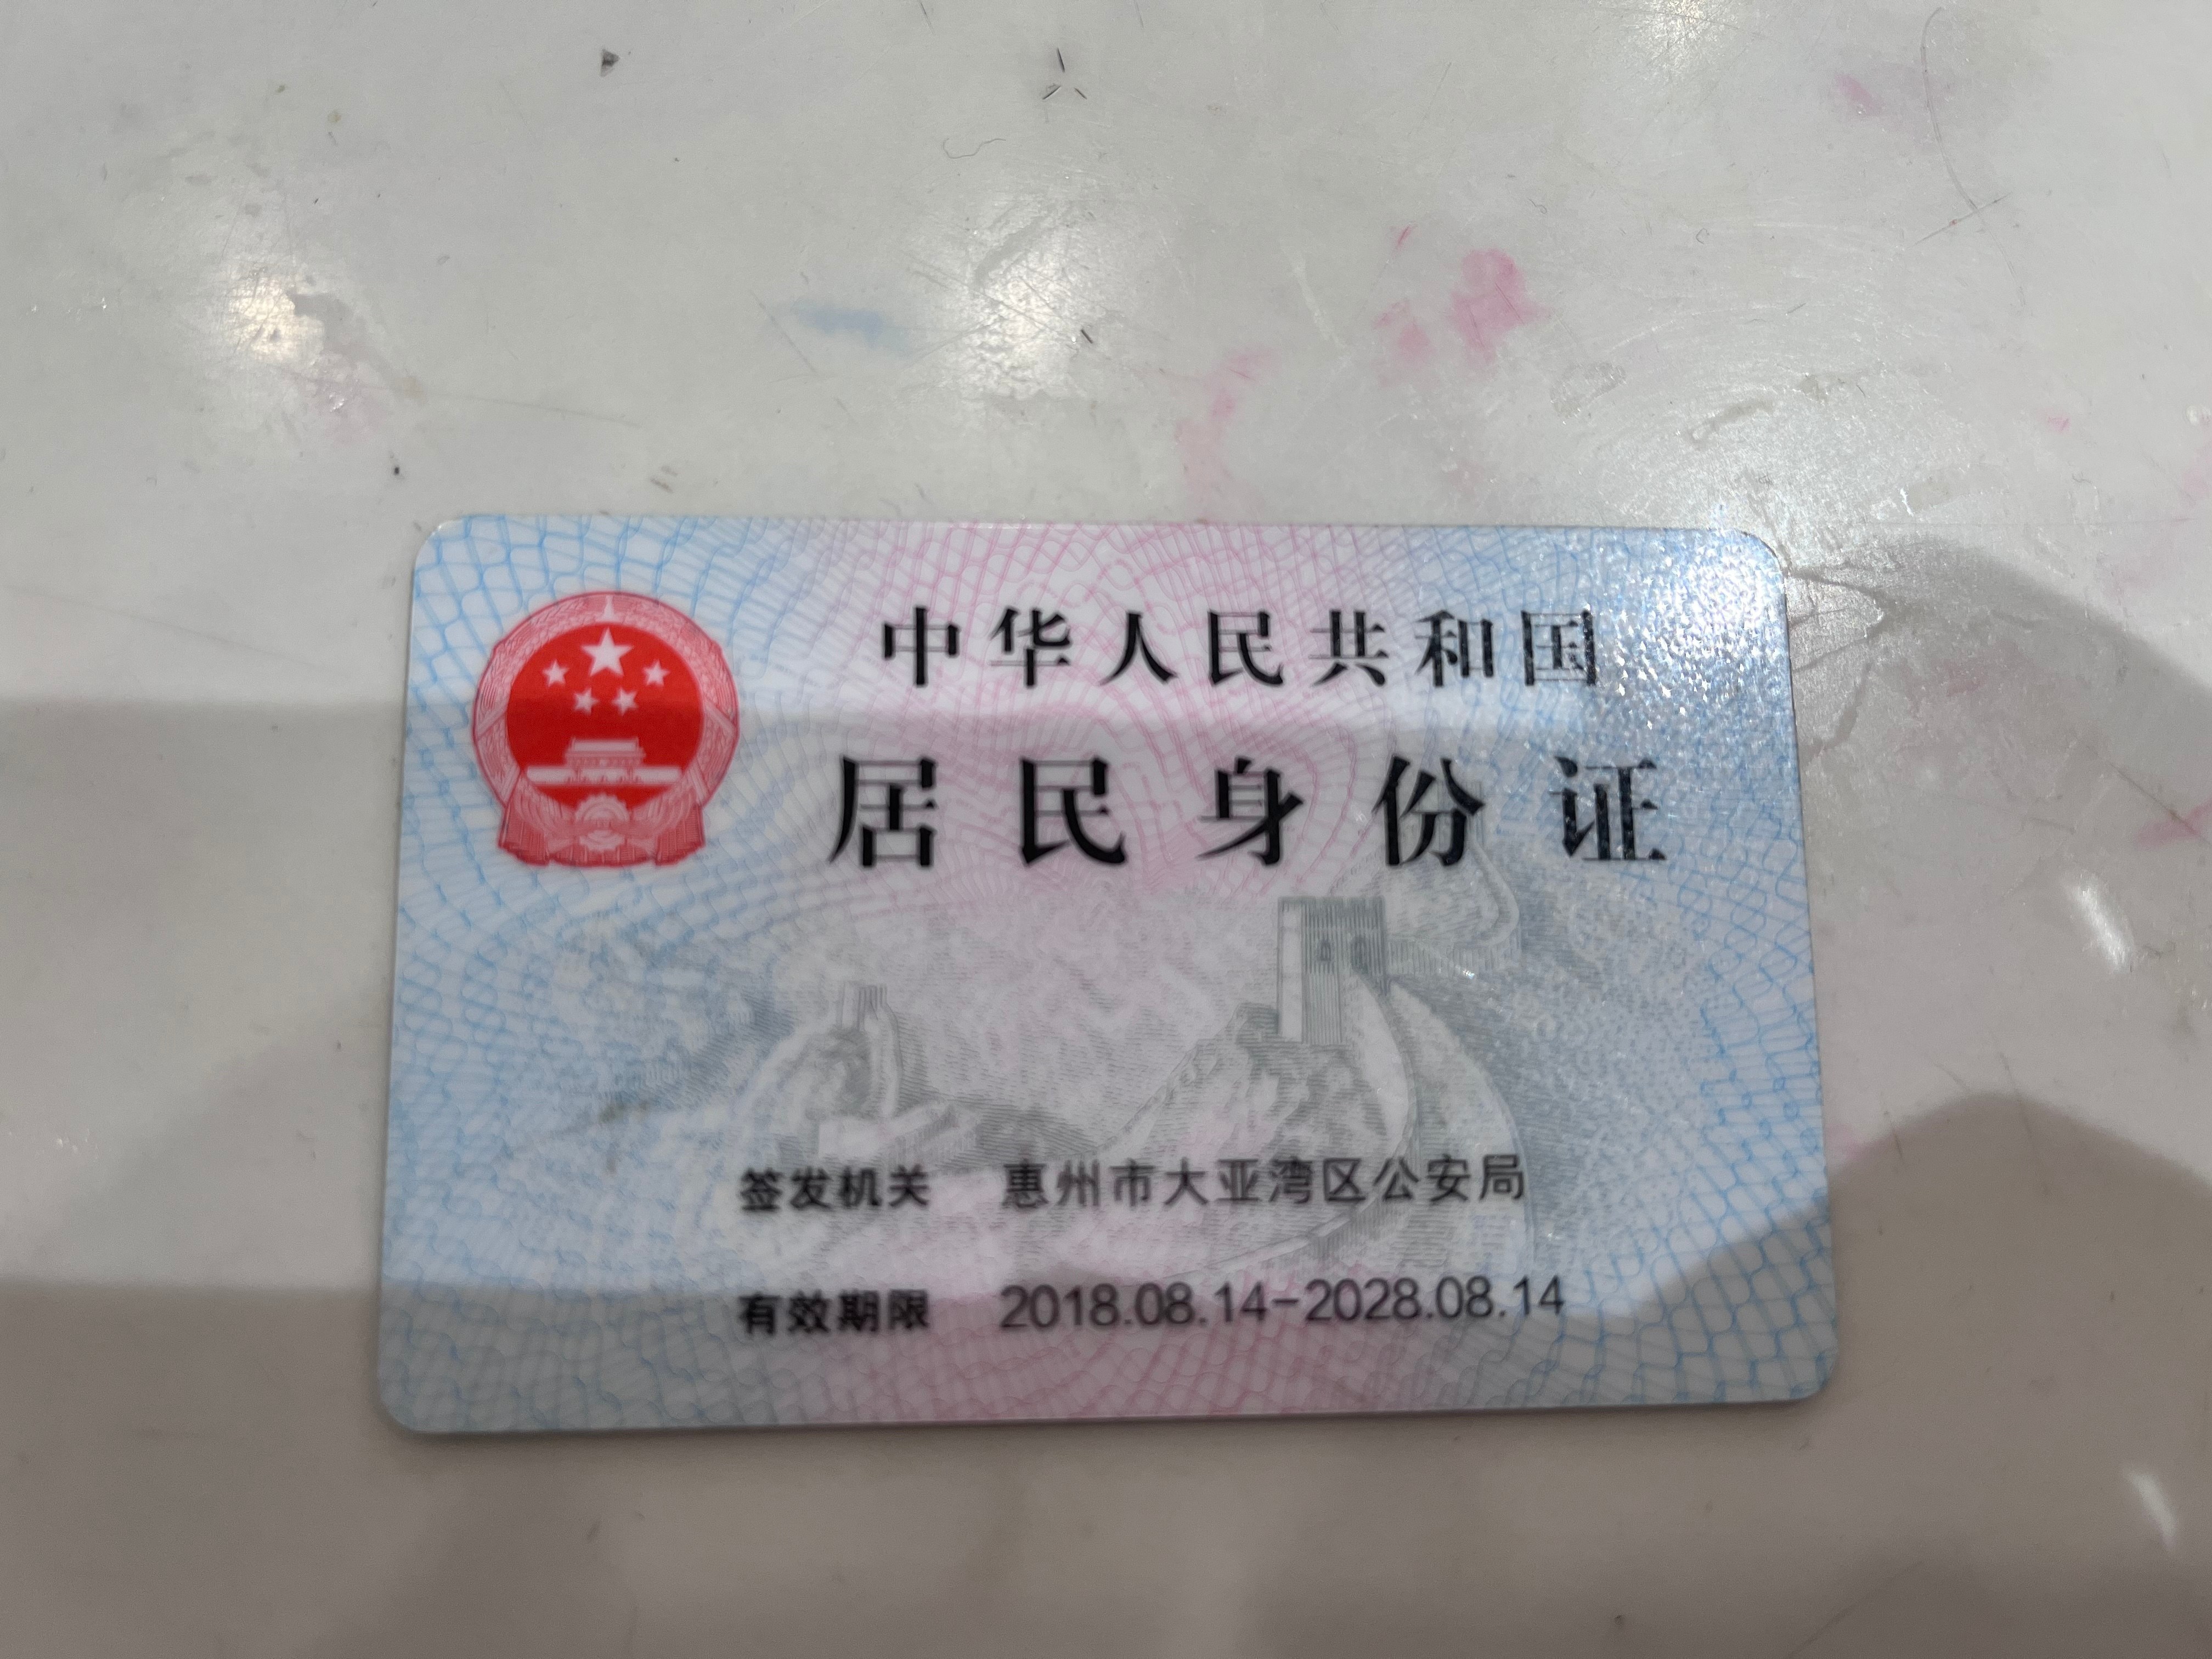 中华人民共和国
居民身份证
签发机关 惠州市大亚湾区公安局
有效期限 2018.08.14-2028.08.14